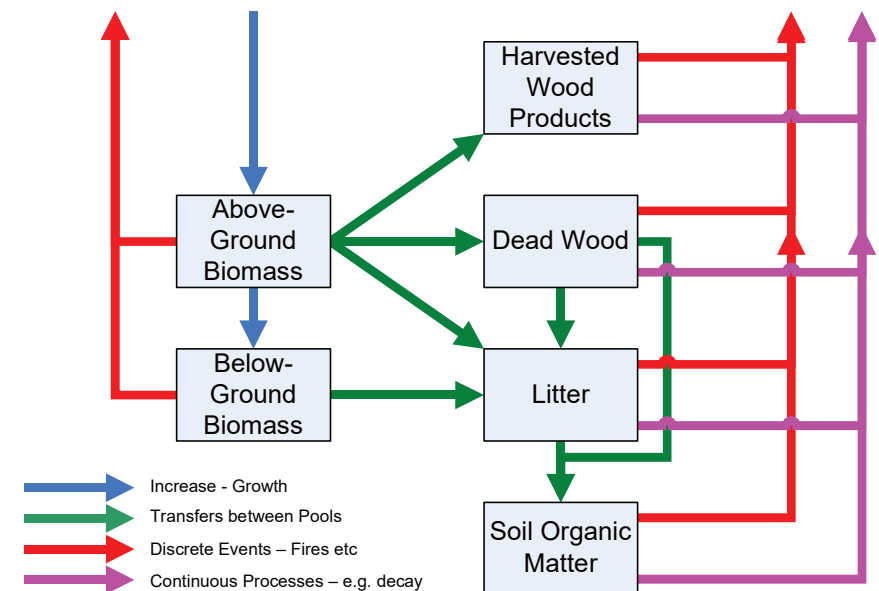 Harvested
Wood
Products
Above-
Ground
Biomass
Dead Wood
Below-
Ground
Biomass
Litter
Soil Organic
Matter
Increase - Growth
Transfers between Pools
Discrete Events – Fires etc
Continuous Processes – e.g. decay